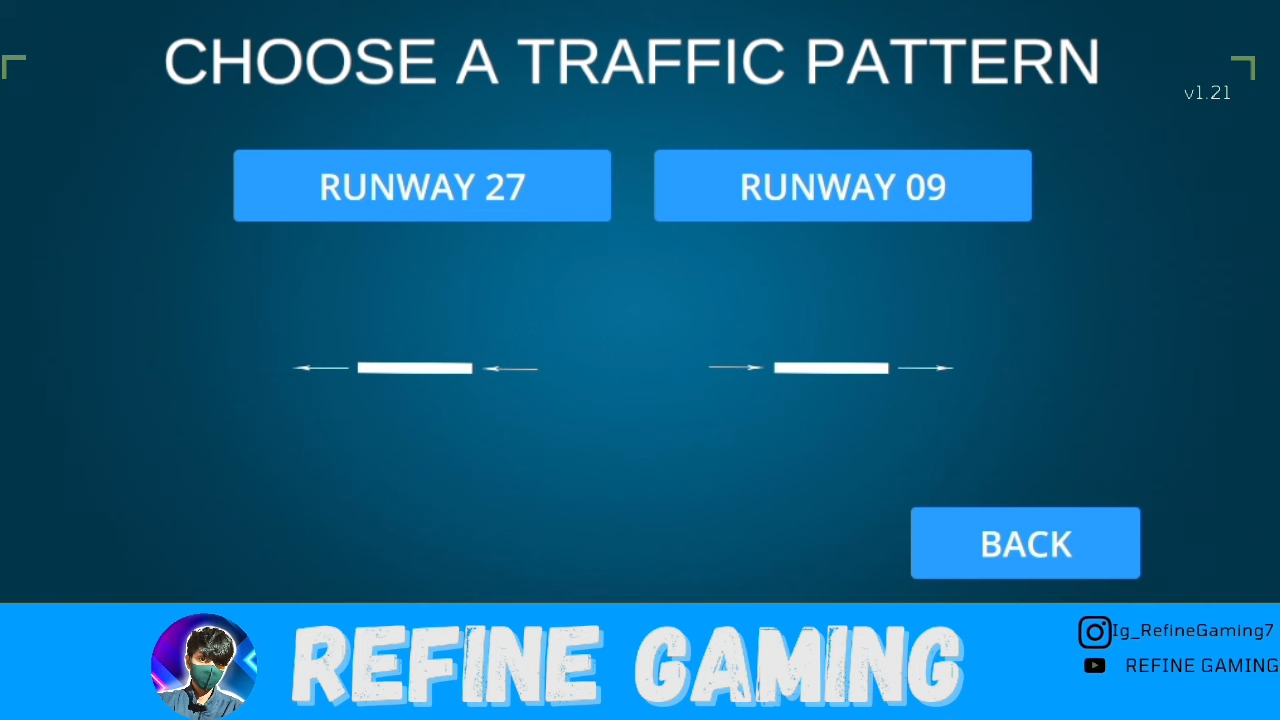 CHOOSE A TRAFFIC PATTERN
v1.21
RUNWAY 27
RUNWAY 09
BACK
REFINE GAMING
Ig_RefineGaming7
REFINE GAMING